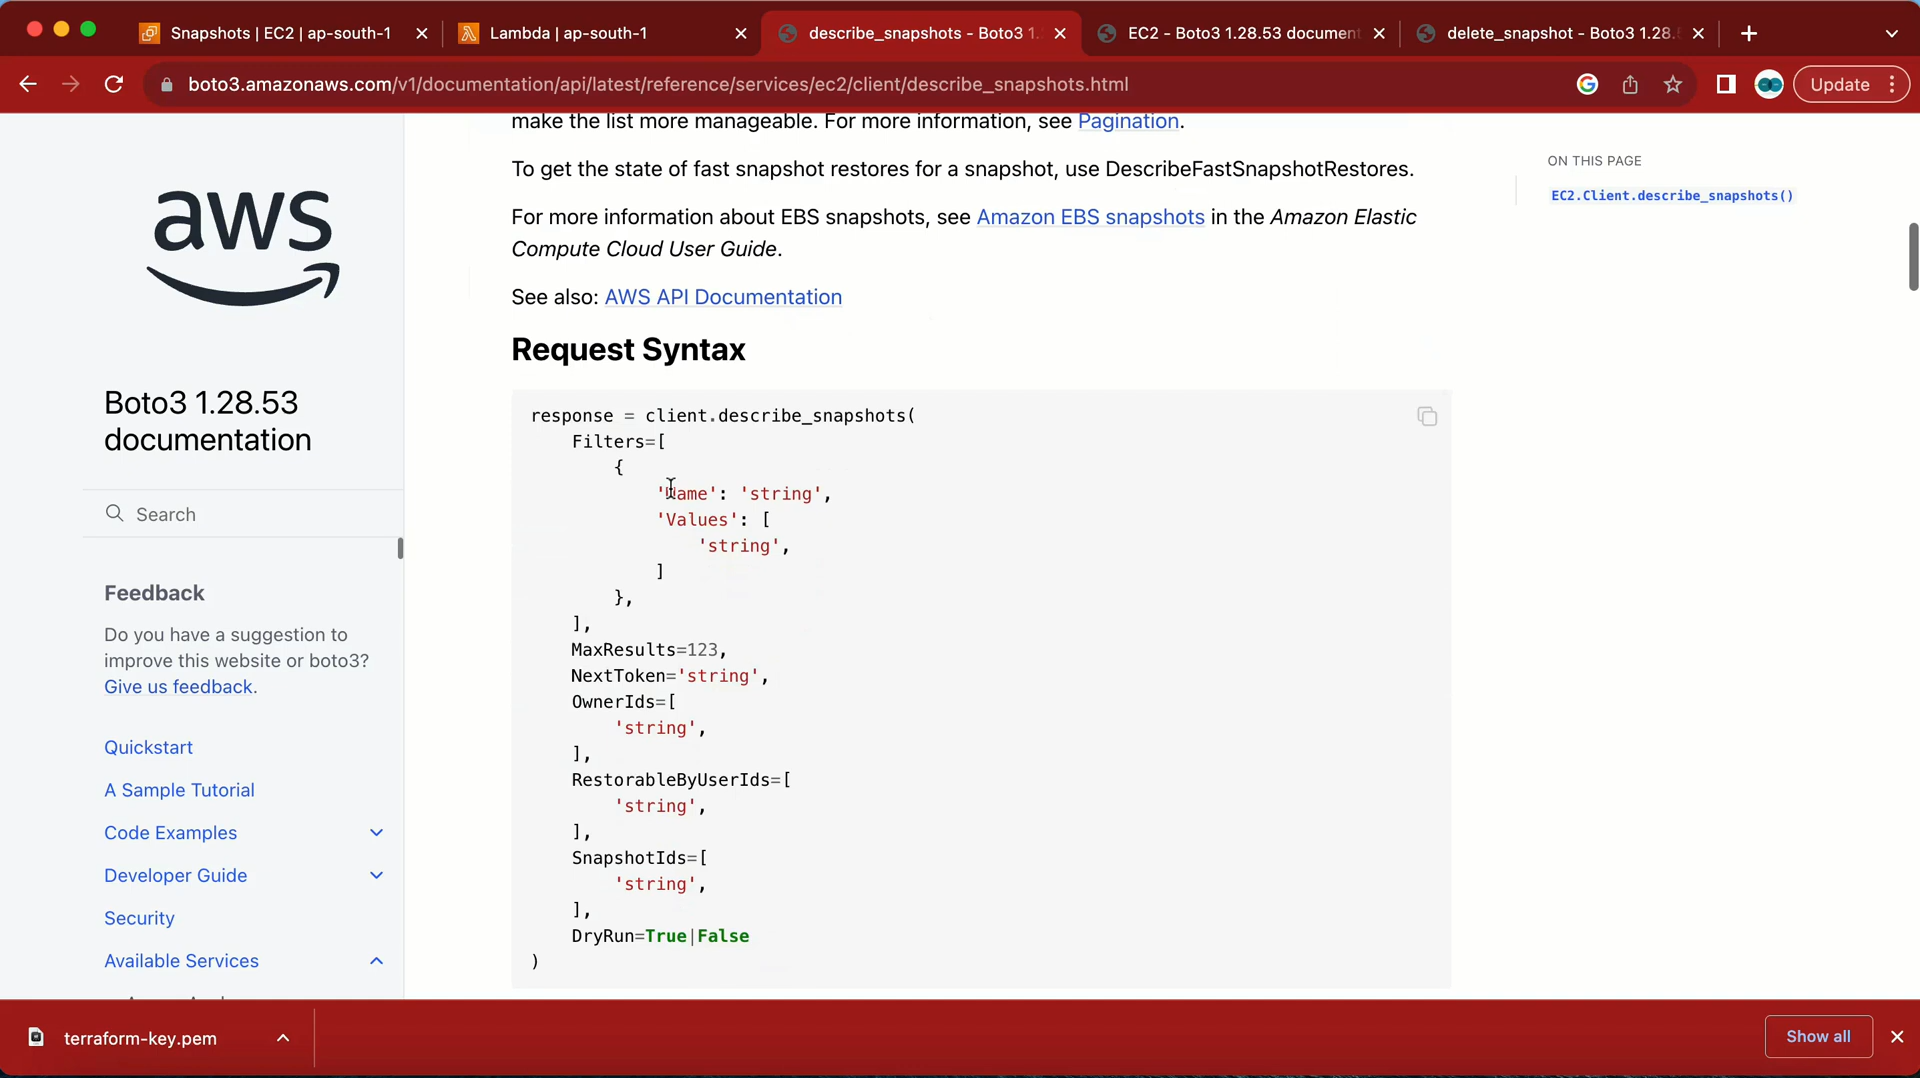 Snapshots | EC2 | ap-south-1
Lambda | ap-south-1
describe_snapshots - Boto3 1.
EC2 - Boto3 1.28.53 document
delete_snapshot - Boto3 1.28.
boto3.amazonaws.com/v1/documentation/api/latest/reference/services/ec2/client/describe_snapshots.html
Update
aws
Boto3 1.28.53
documentation
Search
Feedback
Do you have a suggestion to
improve this website or boto3?
Give us feedback.
Quickstart
A Sample Tutorial
Code Examples
Developer Guide
Security
Available Services
make the list more manageable. For more information, see Pagination.
To get the state of fast snapshot restores for a snapshot, use DescribeFastSnapshotRestores.
For more information about EBS snapshots, see Amazon EBS snapshots in the Amazon Elastic
Compute Cloud User Guide.
See also: AWS API Documentation
Request Syntax
response = client.describe_snapshots(
Filters=[
{
'Name': 'string',
'Values': [
'string',
]
},
],
MaxResults=123,
NextToken='string',
OwnerIds=[
'string',
],
RestorableByUserIds=[
'string',
],
SnapshotIds=[
'string',
],
DryRun=True|False
)
ON THIS PAGE
EC2.Client.describe_snapshots()
terraform-key.pem
Show all